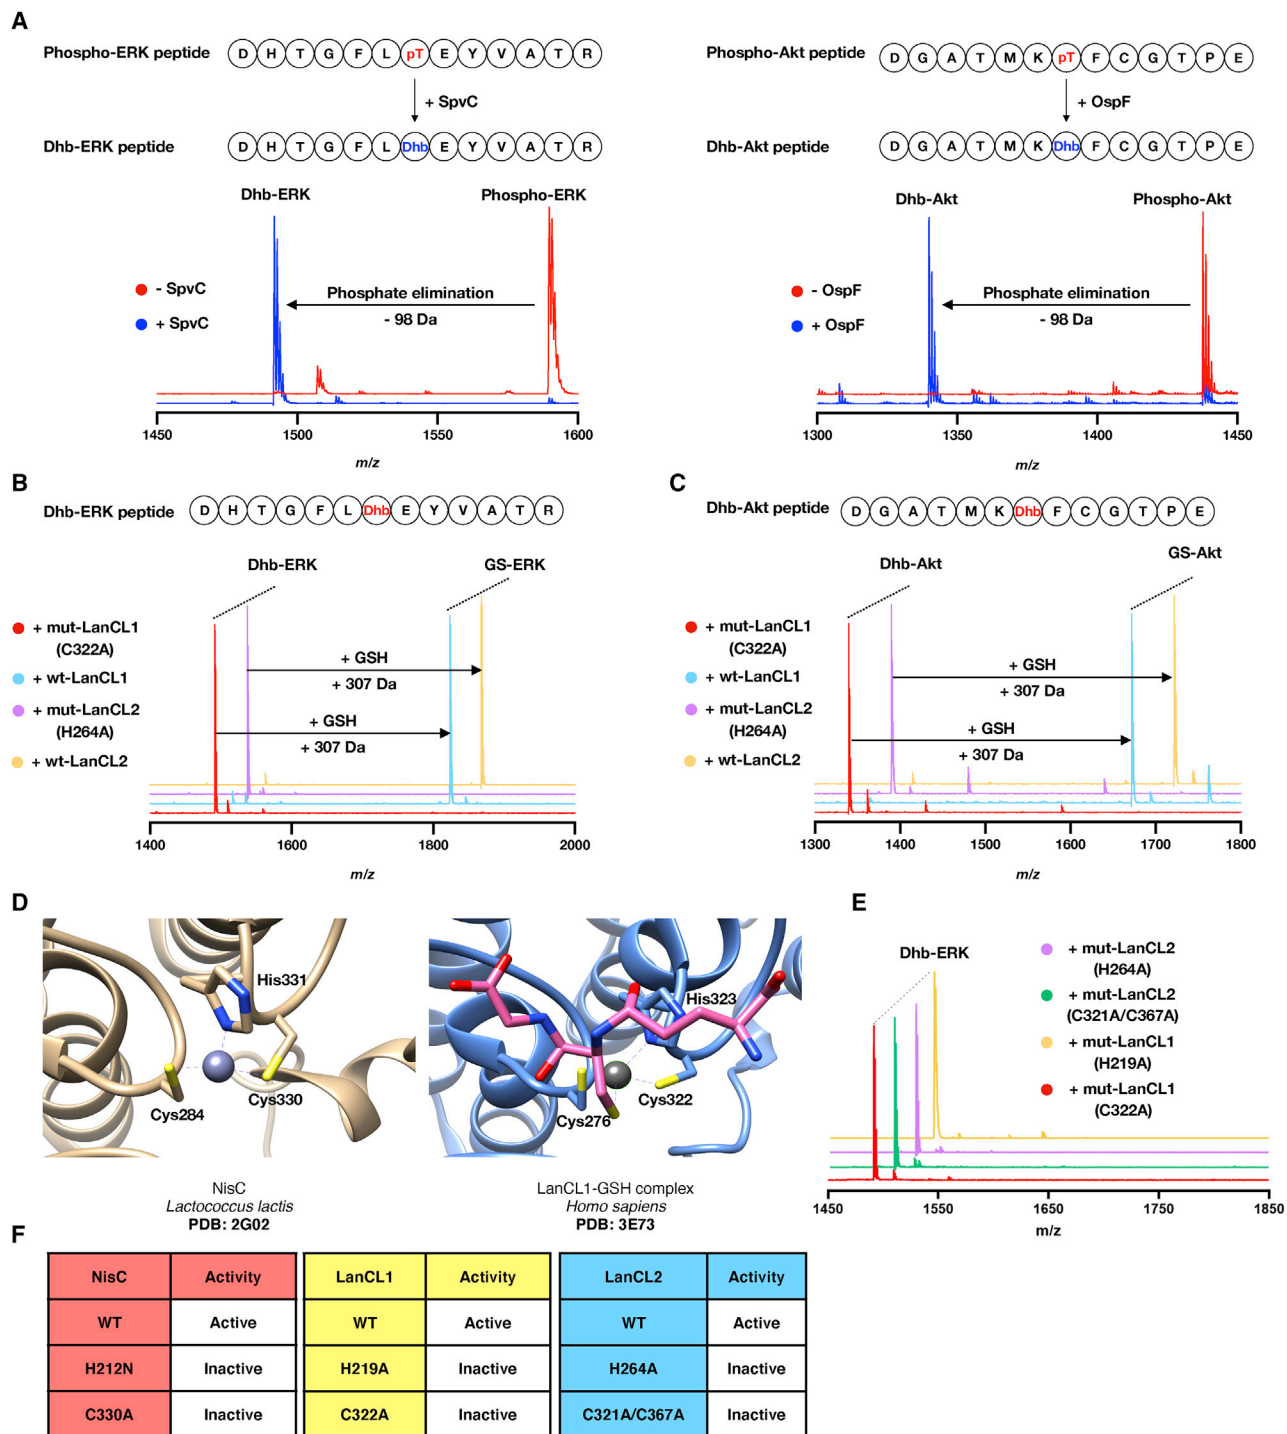 A
Phospho-ERK peptide D H T G F L pT E Y V A T R
+ SpvC
Dhb-ERK peptide D H T G F L Dhb E Y V A T R
Dhb-ERK
Phospho-ERK
- SpvC
+ SpvC
Phosphate elimination
- 98 Da
1450 1500 1550 1600
m/z
Phospho-Akt peptide D G A T M K pT F C G T P E
+ OspF
Dhb-Akt peptide D G A T M K Dhb F C G T P E
Dhb-Akt
Phospho-Akt
- OspF
+ OspF
Phosphate elimination
- 98 Da
1300 1350 1400 1450
m/z
B
Dhb-ERK peptide D H T G F L Dhb E Y V A T R
Dhb-ERK
GS-ERK
+ mut-LanCL1
(C322A)
+ wt-LanCL1
+ mut-LanCL2
(H264A)
+ wt-LanCL2
+ GSH
+ 307 Da
+ GSH
+ 307 Da
1400 1600 1800 2000
m/z
C
Dhb-Akt peptide D G A T M K Dhb F C G T P E
Dhb-Akt
GS-Akt
+ mut-LanCL1
(C322A)
+ wt-LanCL1
+ mut-LanCL2
(H264A)
+ wt-LanCL2
+ GSH
+ 307 Da
+ GSH
+ 307 Da
1300 1400 1500 1600 1700 1800
m/z
D
His331
Cys284
Cys330
NisC
Lactococcus lactis
PDB: 2G02
His323
Cys276
Cys322
LanCL1-GSH complex
Homo sapiens
PDB: 3E73
E
Dhb-ERK
+ mut-LanCL2
(H264A)
+ mut-LanCL2
(C321A/C367A)
+ mut-LanCL1
(H219A)
+ mut-LanCL1
(C322A)
1450 1550 1650 1750 1850
m/z
F
NisC Activity LanCL1 Activity LanCL2 Activity
WT Active WT Active WT Active
H212N Inactive H219A Inactive H264A Inactive
C330A Inactive C322A Inactive C321A/C367A Inactive